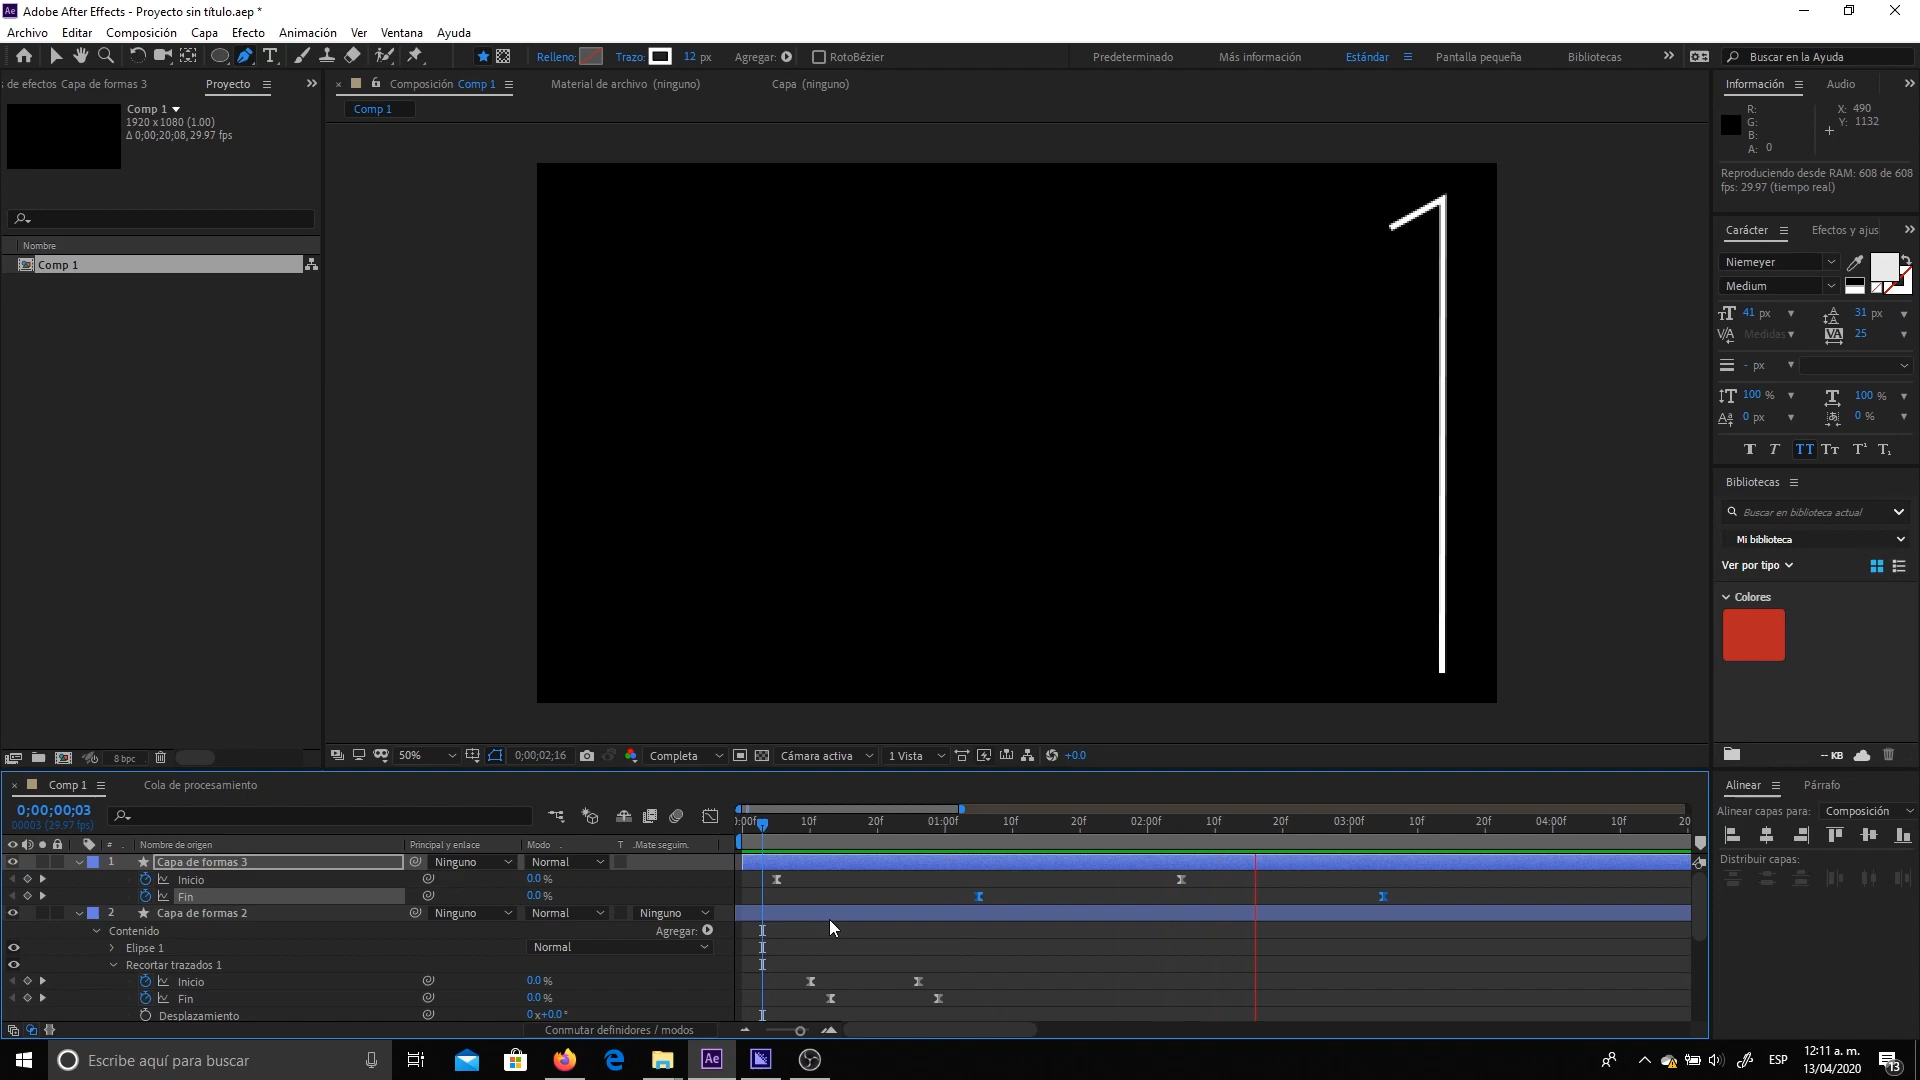 Ae Adobe After Effects - Proyecto sin título.aep *
Archivo Editar Composición Capa Efecto Animación Ver Ventana Ayuda
Relleno: Trazo: 12 px Agregar: RotoBézier Predeterminado Más información Estándar Pantalla pequeña Bibliotecas Buscar en la Ayuda
de efectos Capa de formas 3 Proyecto
Composición Comp 1 Material de archivo (ninguno) Capa (ninguno)
Información Audio
Comp 1
1920 x 1080 (1.00)
Δ 0;00;20;08, 29.97 fps
Comp 1
R:
G:
B:
A: 0
X: 490
Y: 1132
Reproduciendo desde RAM: 608 de 608
fps: 29.97 (tiempo real)
Nombre
Comp 1
Carácter Efectos y ajus
Niemeyer
Medium
41 px 31 px
Medidas 25
- px
100 % 100 %
0 px 0 %
Bibliotecas
Buscar en biblioteca actual
Mi biblioteca
Ver por tipo
Colores
8 bpc
50% 0;00;02;16 Completa Cámara activa 1 Vista +0.0
-- KB
Comp 1 Cola de procesamiento
Alinear Párrafo
0;00;00;03
00003 (29.97 fps)
):00f 10f 20f 01:00f 10f 20f 02:00f 10f 20f 03:00f 10f 20f 04:00f 10f 20
Alinear capas para: Composición
# Nombre de origen Principal y enlace Modo T .Mate seguim.
Distribuir capas:
1 Capa de formas 3 Ninguno Normal
Inicio 0.0 %
Fin 0.0 %
2 Capa de formas 2 Ninguno Normal Ninguno
Contenido Agregar:
Elipse 1 Normal
Recortar trazados 1
Inicio 0.0 %
Fin 0.0 %
Desplazamiento 0 x+0.0 °
Conmutar definidores / modos
Escribe aquí para buscar
Ae
ESP
12:11 a. m.
13/04/2020
13